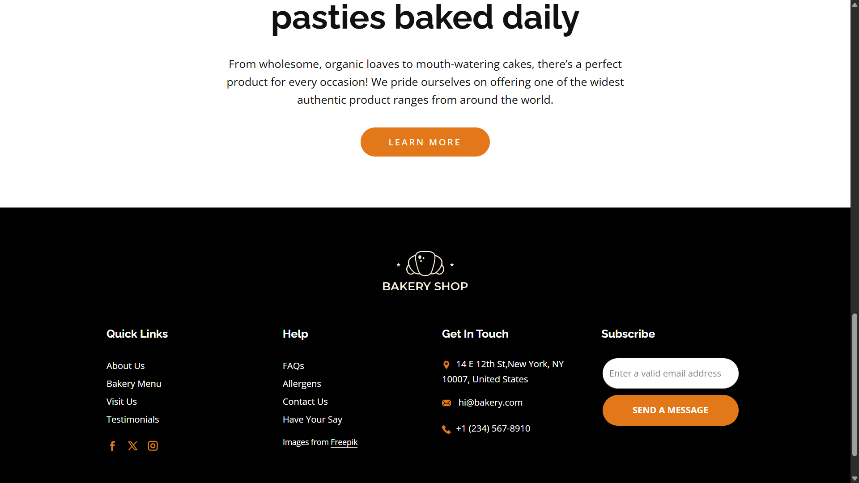 pasties baked daily
From wholesome, organic loaves to mouth-watering cakes, there's a perfect
product for every occasion! We pride ourselves on offering one of the widest
authentic product ranges from around the world.
LEARN MORE
BAKERY SHOP
Quick Links
About Us
Bakery Menu
Visit Us
Testimonials
Help
FAQs
Allergens
Contact Us
Have Your Say
Images from Freepik
Get In Touch
14 E 12th St,New York, NY
10007, United States
hi@bakery.com
+1 (234) 567-8910
Subscribe
Enter a valid email address
SEND A MESSAGE